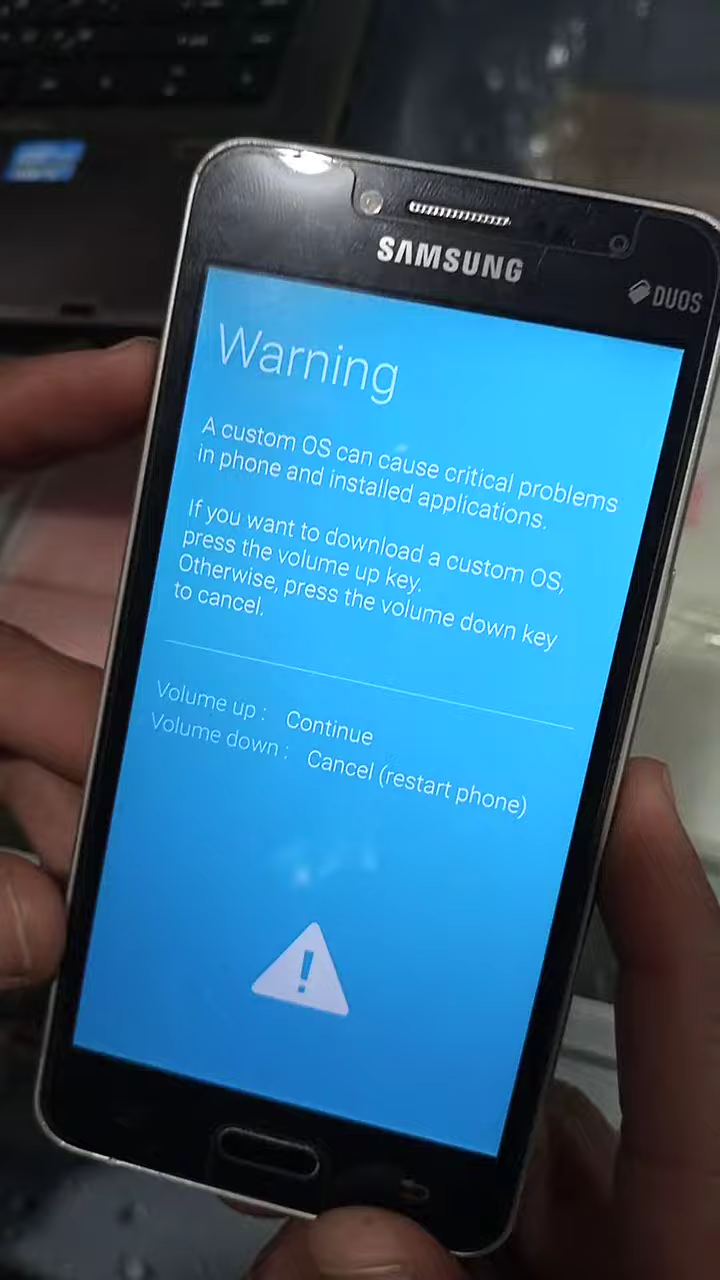 SAMSUNG
DUOS
Warning
A custom OS can cause critical problems
in phone and installed applications.
If you want to download a custom OS,
press the volume up key.
Otherwise, press the volume down key
to cancel.
Volume up : Continue
Volume down : Cancel (restart phone)